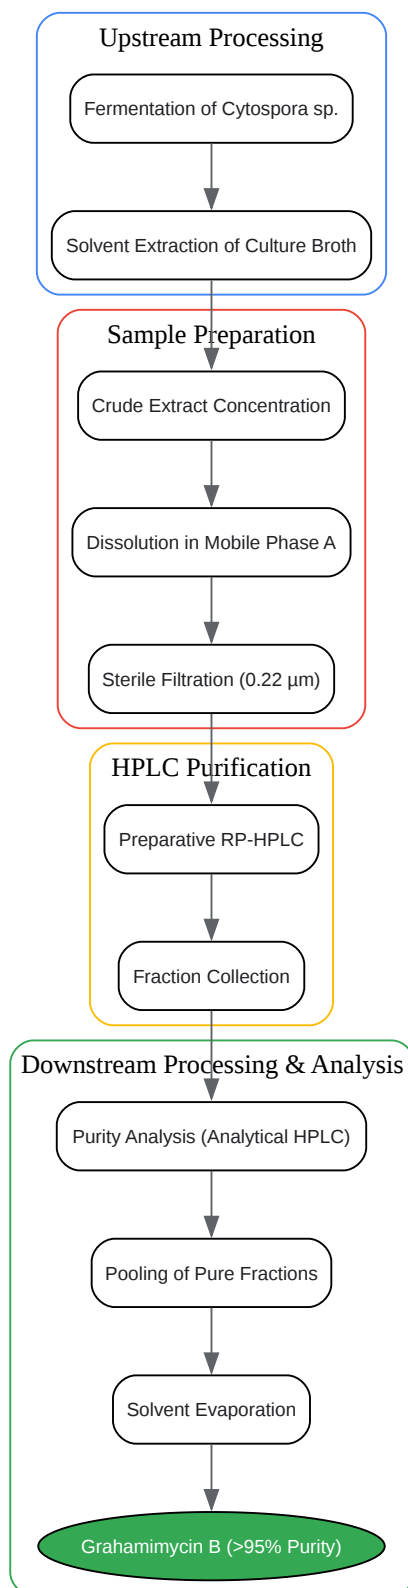 Upstream Processing
Fermentation of Cytospora sp.
Solvent Extraction of Culture Broth
Sample Preparation
Crude Extract Concentration
Dissolution in Mobile Phase A
Sterile Filtration (0.22 µm)
HPLC Purification
Preparative RP-HPLC
Fraction Collection
Downstream Processing & Analysis
Purity Analysis (Analytical HPLC)
Pooling of Pure Fractions
Solvent Evaporation
Grahamimycin B (>95% Purity)